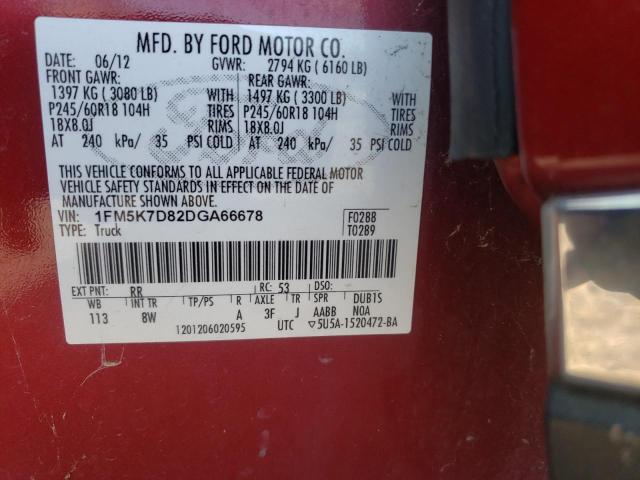 MFD. BY FORD MOTOR CO.
DATE: 06/12 GVWR: 2794 KG ( 6160 LB)
FRONT GAWR: REAR GAWR:
1397 KG ( 3080 LB) WITH 1497 KG ( 3300 LB) WITH
P245/60R18 104H TIRES P245/60R18 104H TIRES
18X8.0J RIMS 18X8.0J RIMS
AT 240 kPa/ 35 PSI COLD AT 240 kPa/ 35 PSI COLD
THIS VEHICLE CONFORMS TO ALL APPLICABLE FEDERAL MOTOR
VEHICLE SAFETY STANDARDS IN EFFECT ON THE DATE OF
MANUFACTURE SHOWN ABOVE.
VIN: 1FM5K7D82DGA66678 F0288
TYPE: Truck T0289
EXT PNT: RR RC: 53 DSO:
WB INT TR TP/PS R AXLE TR SPR DUB1S
113 8W A 3F J AABB N0A
1201206020595 UTC ▽5U5A-1520472-BA